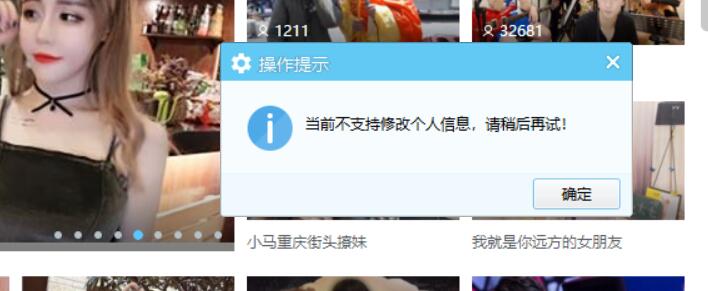 1211
32681
操作提示
当前不支持修改个人信息，请稍后再试!
确定
小马重庆街头撩妹
我就是你远方的女朋友